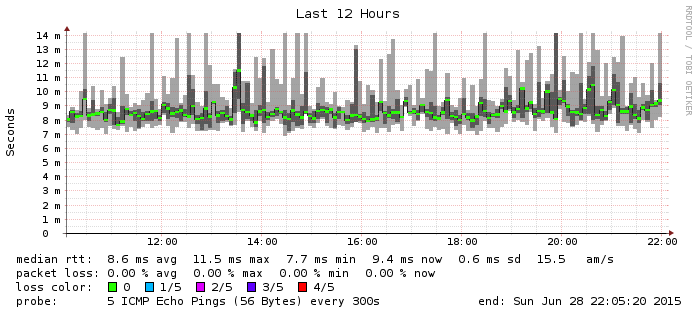 Last 12 Hours
RRDTOOL / TOBI OETIKER
Seconds
14 m
13 m
12 m
11 m
10 m
9 m
8 m
7 m
6 m
5 m
4 m
3 m
2 m
1 m
0
12:00 14:00 16:00 18:00 20:00 22:00
median rtt: 8.6 ms avg 11.5 ms max 7.7 ms min 9.4 ms now 0.6 ms sd 15.5 am/s
packet loss: 0.00 % avg 0.00 % max 0.00 % min 0.00 % now
loss color: 0 1/5 2/5 3/5 4/5
probe: 5 ICMP Echo Pings (56 Bytes) every 300s end: Sun Jun 28 22:05:20 2015